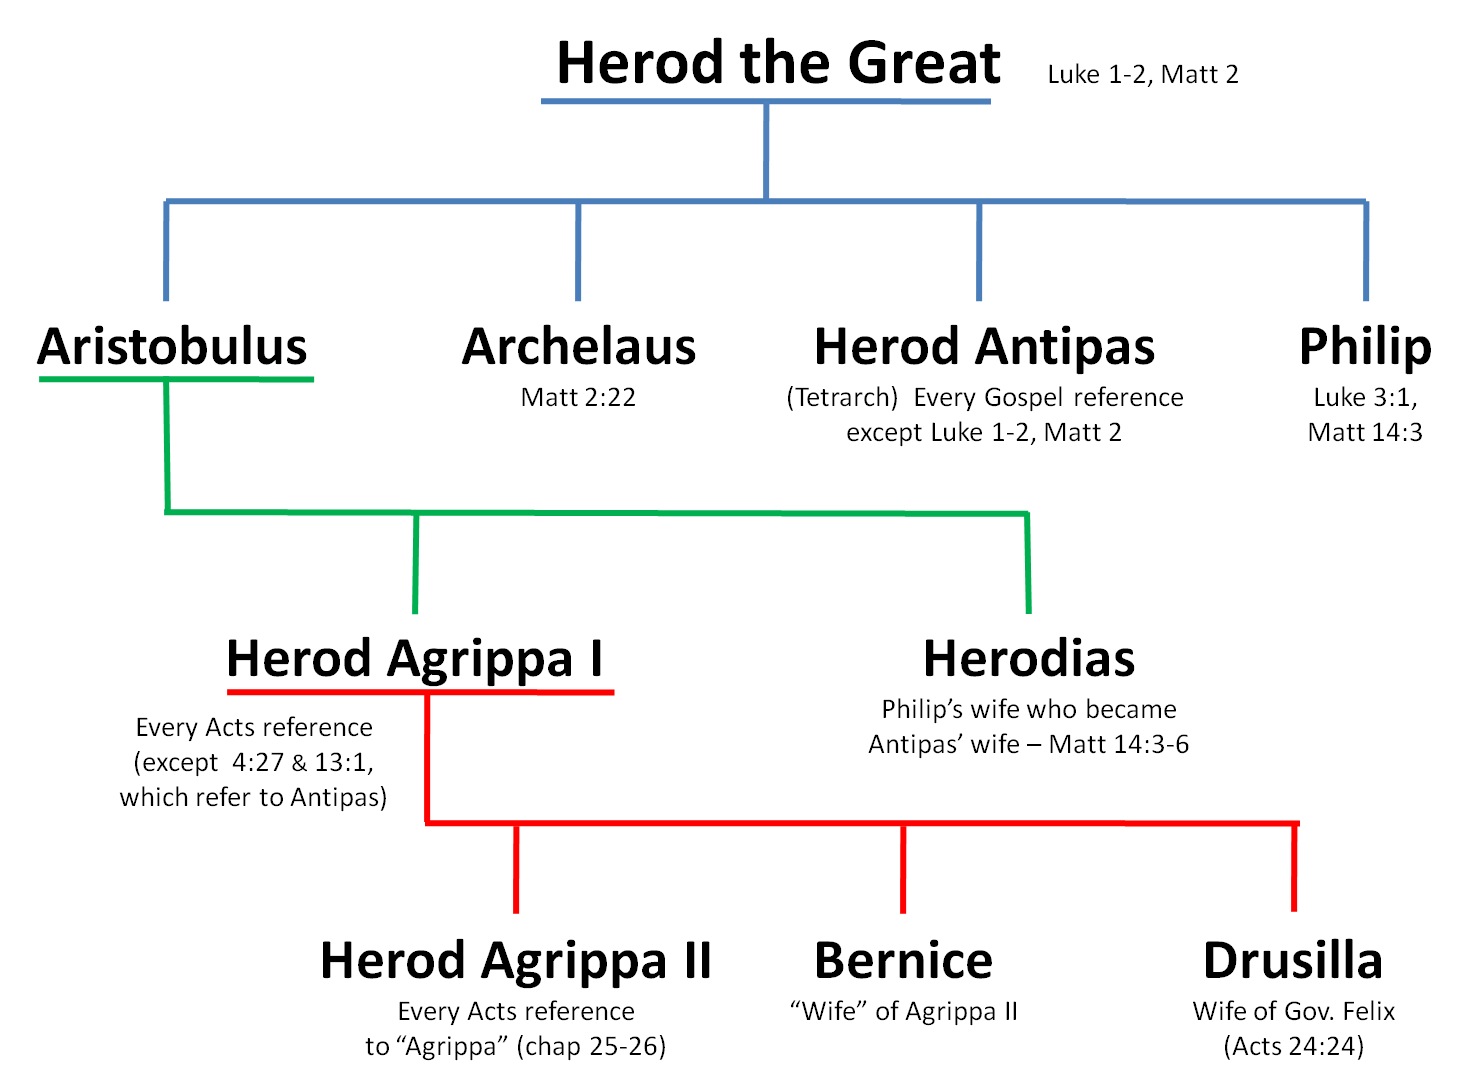 Herod the Great Luke 1-2, Matt 2
Aristobulus
Archelaus
Matt 2:22
Herod Antipas
(Tetrarch)  Every Gospel reference
except Luke 1-2, Matt 2
Philip
Luke 3:1,
Matt 14:3
Herod Agrippa I
Every Acts reference
(except  4:27 & 13:1,
which refer to Antipas)
Herodias
Philip’s wife who became
Antipas’ wife – Matt 14:3-6
Herod Agrippa II
Every Acts reference
to “Agrippa” (chap 25-26)
Bernice
“Wife” of Agrippa II
Drusilla
Wife of Gov. Felix
(Acts 24:24)